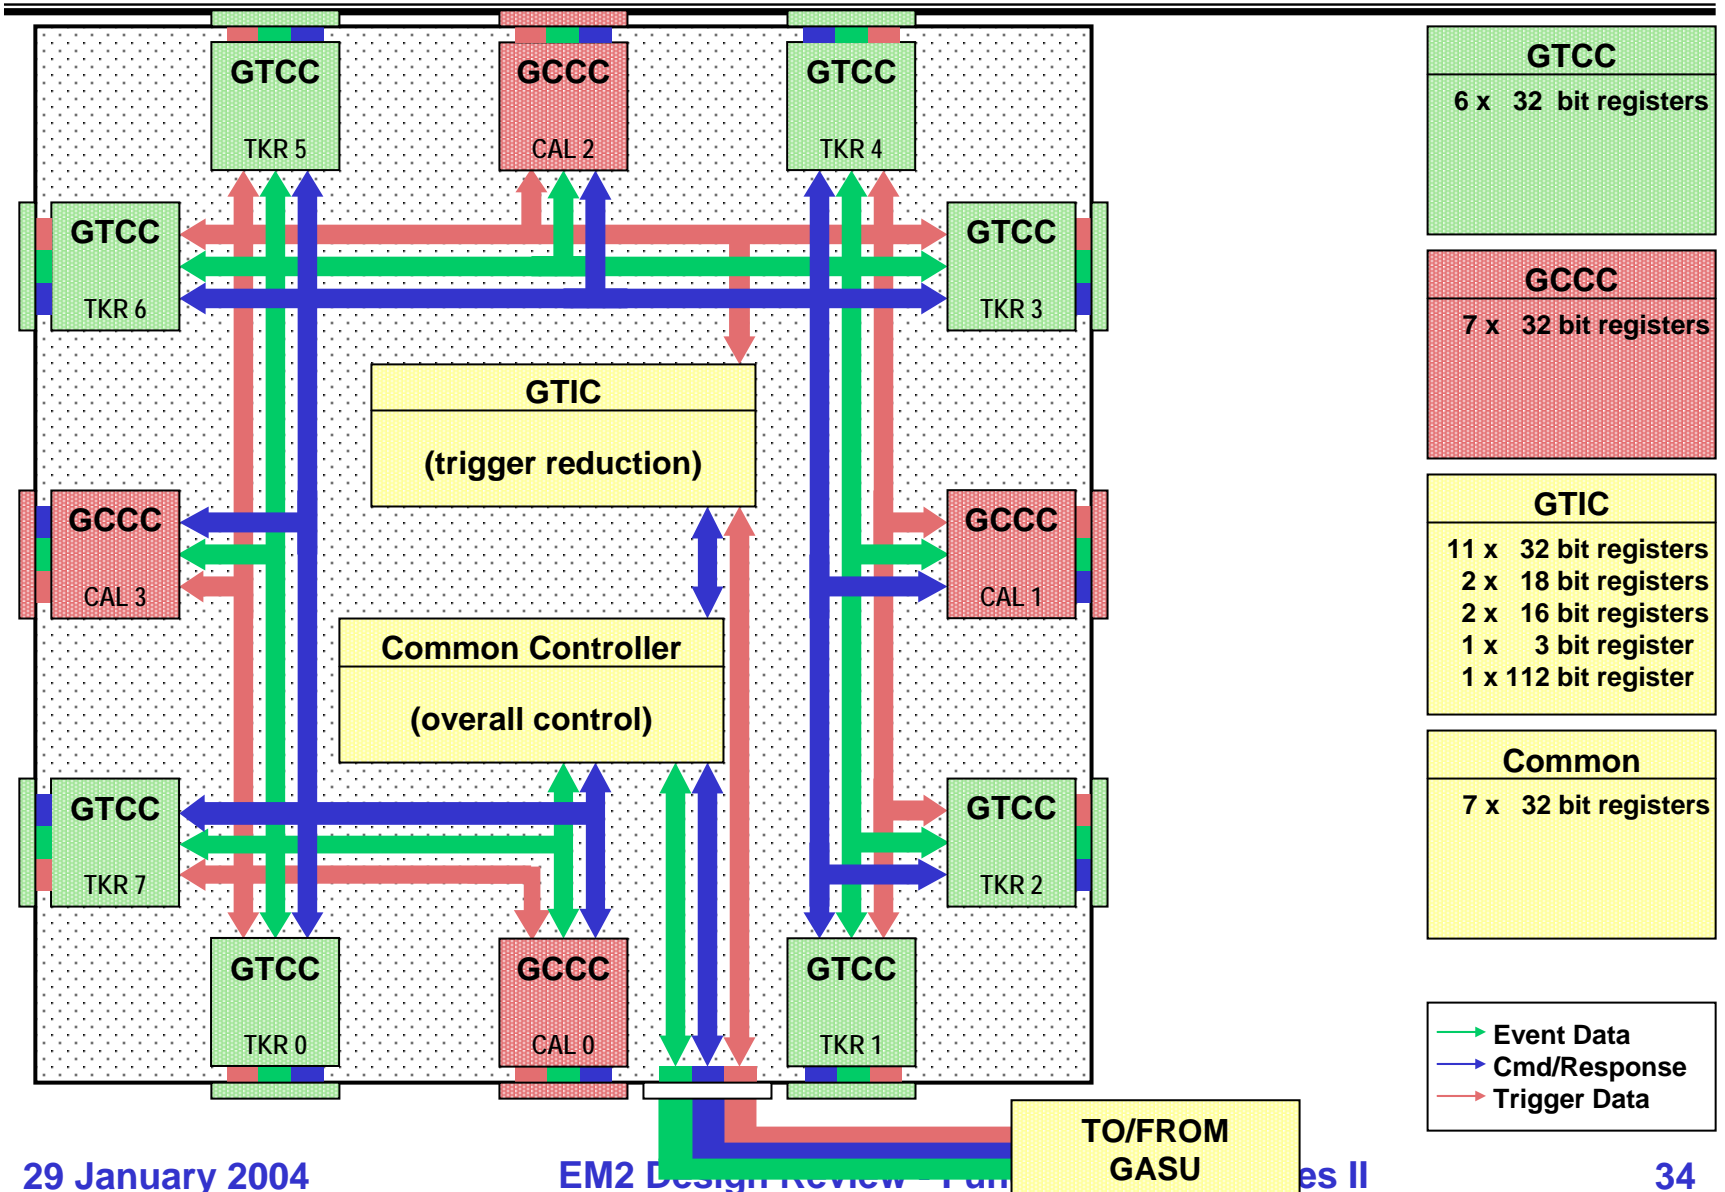 GTCC
TKR 5
GCCC
CAL 2
GTCC
TKR 4
GTCC
TKR 6
GTCC
TKR 3
GTIC
(trigger reduction)
GCCC
CAL 3
GCCC
CAL 1
Common Controller
(overall control)
GTCC
TKR 7
GTCC
TKR 2
GTCC
TKR 0
GCCC
CAL 0
GTCC
TKR 1
TO/FROM
GASU
GTCC
6 x 32 bit registers
GCCC
7 x 32 bit registers
GTIC
11 x 32 bit registers
2 x 18 bit registers
2 x 16 bit registers
1 x 3 bit register
1 x 112 bit register
Common
7 x 32 bit registers
Event Data
Cmd/Response
Trigger Data
29 January 2004
EM2 Design Review - es II
34